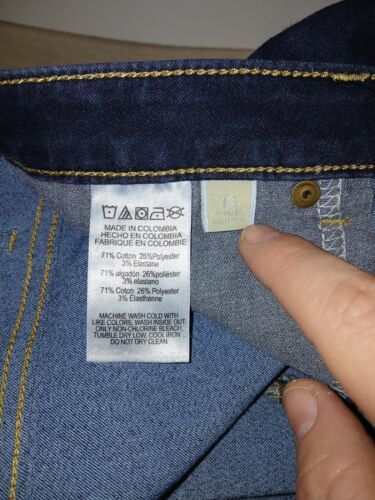 MADE IN COLOMBIA
HECHO EN COLOMBIA
FABRIQUE EN COLOMBIE
71% Cotton 26%Polyester
3% Elastane
71% algodón 26%poliéster
3% elastano
71% Coton 26%Polyester
3% Élasthanne
MACHINE WASH COLD WITH
LIKE COLORS, WASH INSIDE OUT,
ONLY NON-CHLORINE BLEACH,
TUMBLE DRY LOW, COOL IRON,
DO NOT DRY CLEAN